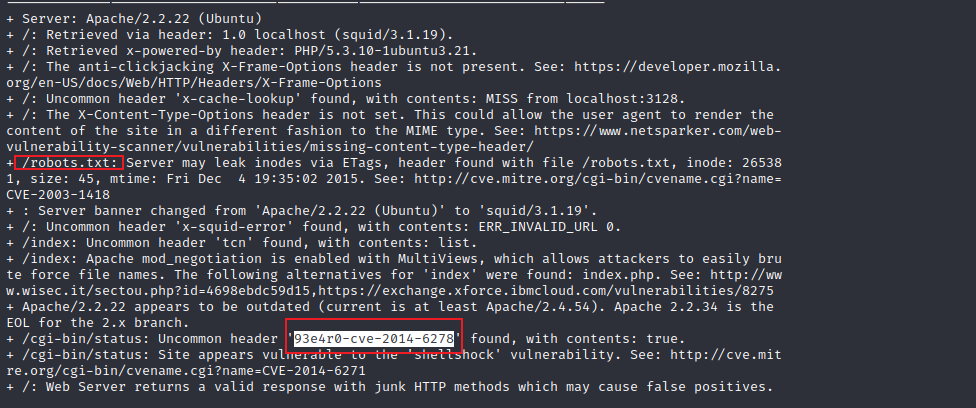 + Server: Apache/2.2.22 (Ubuntu)
+ /: Retrieved via header: 1.0 localhost (squid/3.1.19).
+ /: Retrieved x-powered-by header: PHP/5.3.10-1ubuntu3.21.
+ /: The anti-clickjacking X-Frame-Options header is not present. See: https://developer.mozilla.
org/en-US/docs/Web/HTTP/Headers/X-Frame-Options
+ /: Uncommon header 'x-cache-lookup' found, with contents: MISS from localhost:3128.
+ /: The X-Content-Type-Options header is not set. This could allow the user agent to render the
content of the site in a different fashion to the MIME type. See: https://www.netsparker.com/web-
vulnerability-scanner/vulnerabilities/missing-content-type-header/
+ /robots.txt: Server may leak inodes via ETags, header found with file /robots.txt, inode: 26538
1, size: 45, mtime: Fri Dec  4 19:35:02 2015. See: http://cve.mitre.org/cgi-bin/cvename.cgi?name=
CVE-2003-1418
+ : Server banner changed from 'Apache/2.2.22 (Ubuntu)' to 'squid/3.1.19'.
+ /: Uncommon header 'x-squid-error' found, with contents: ERR_INVALID_URL 0.
+ /index: Uncommon header 'tcn' found, with contents: list.
+ /index: Apache mod_negotiation is enabled with MultiViews, which allows attackers to easily bru
te force file names. The following alternatives for 'index' were found: index.php. See: http://ww
w.wisec.it/sectou.php?id=4698ebdc59d15,https://exchange.xforce.ibmcloud.com/vulnerabilities/8275
+ Apache/2.2.22 appears to be outdated (current is at least Apache/2.4.54). Apache 2.2.34 is the
EOL for the 2.x branch.
+ /cgi-bin/status: Uncommon header '93e4r0-cve-2014-6278' found, with contents: true.
+ /cgi-bin/status: Site appears vulnerable to the 'shellshock' vulnerability. See: http://cve.mit
re.org/cgi-bin/cvename.cgi?name=CVE-2014-6271
+ /: Web Server returns a valid response with junk HTTP methods which may cause false positives.